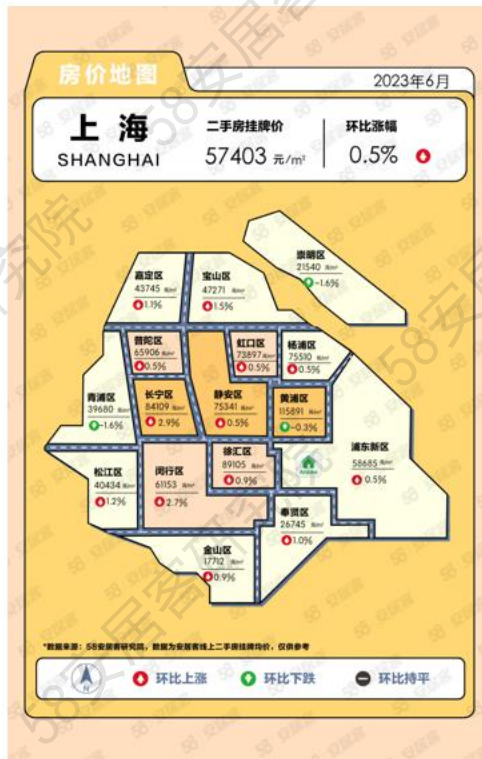 房价地图
2023年6月
上海
SHANGHAI
二手房挂牌价
57403 元/㎡
环比涨幅
0.5%
崇明区
21540 元/㎡
-1.6%
嘉定区
43745 元/㎡
1.1%
宝山区
47271 元/㎡
1.5%
普陀区
65906 元/㎡
0.5%
虹口区
73897 元/㎡
0.5%
杨浦区
75510 元/㎡
0.5%
青浦区
39680 元/㎡
-1.6%
长宁区
84109 元/㎡
2.9%
静安区
75341 元/㎡
0.5%
黄浦区
115891 元/㎡
-0.3%
浦东新区
58685 元/㎡
0.5%
松江区
40434 元/㎡
1.2%
闵行区
61153 元/㎡
2.7%
徐汇区
89105 元/㎡
0.9%
奉贤区
26745 元/㎡
1.0%
金山区
17712 元/㎡
0.9%
*数据来源：58安居客研究院，数据为安居客线上二手房挂牌均价，仅供参考
N
环比上涨
环比下跌
环比持平
58安居客研究院